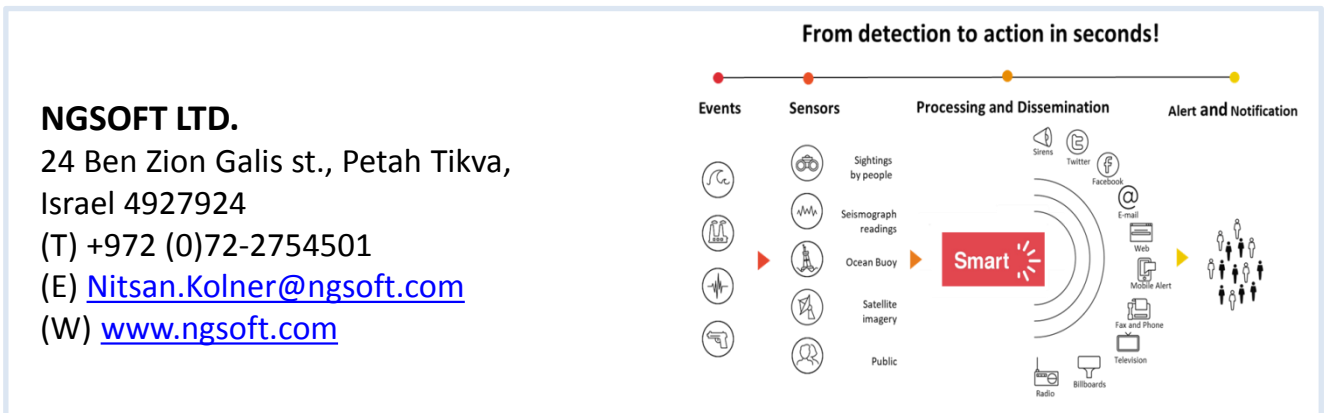 From detection to action in seconds!
NGSOFT LTD.
24 Ben Zion Galis st., Petah Tikva,
Israel 4927924
(T) +972 (0)72-2754501
(E) Nitsan.Kolner@ngsoft.com
(W) www.ngsoft.com
Events
Sensors
Processing and Dissemination
Alert and Notification
Sightings
by people
Seismograph
readings
Ocean Buoy
Satellite
imagery
Public
Smart
Sirens
Twitter
Facebook
E-mail
Web
Mobile Alert
Fax and Phone
Television
Billboards
Radio